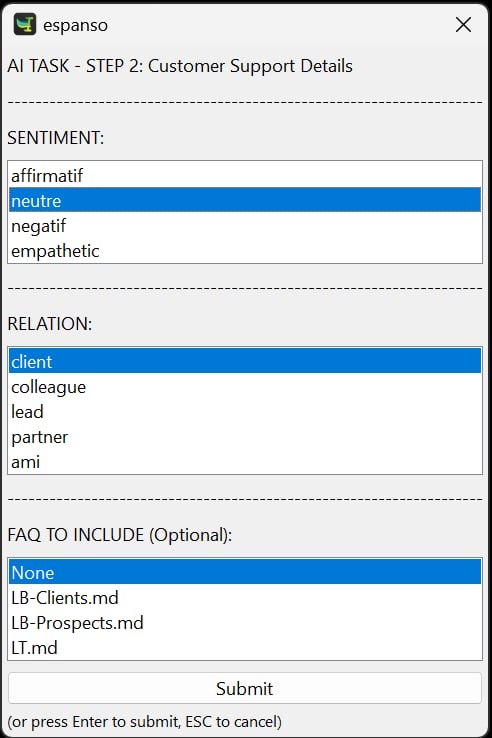 espanso
AI TASK - STEP 2: Customer Support Details
--------------------------------------------------------------------
SENTIMENT:
affirmatif
neutre
negatif
empathetic
--------------------------------------------------------------------
RELATION:
client
colleague
lead
partner
ami
--------------------------------------------------------------------
FAQ TO INCLUDE (Optional):
None
LB-Clients.md
LB-Prospects.md
LT.md
Submit
(or press Enter to submit, ESC to cancel)